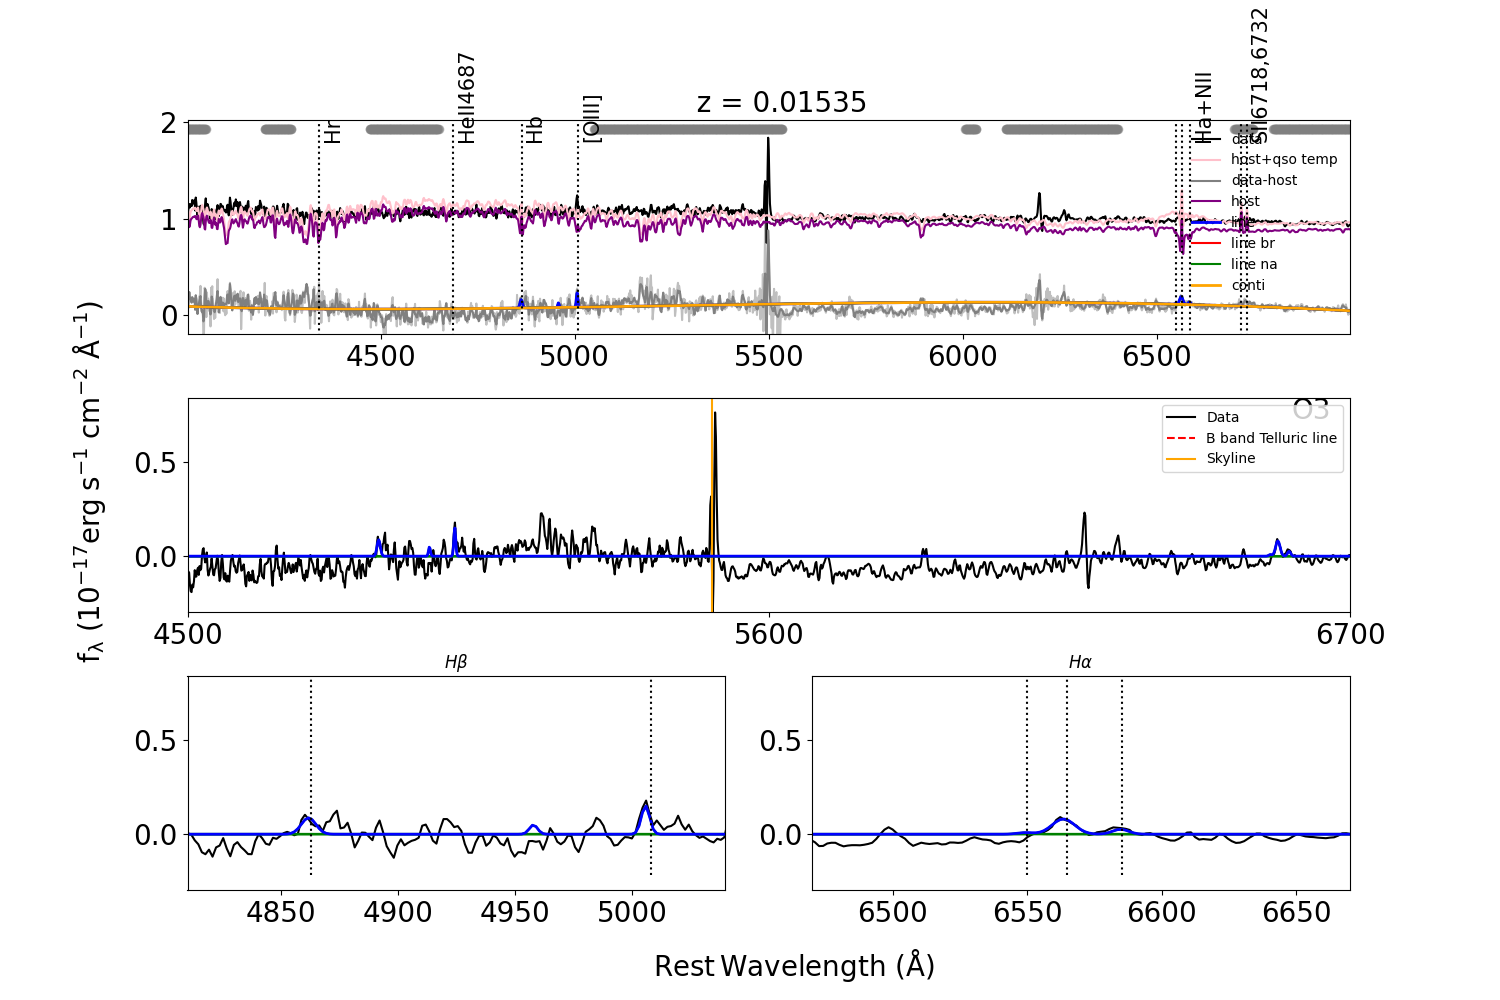 z = 0.01535
Hr
HeII4687
Hb
[OIII]
Ha+NII
SII6718,6732
data
host+qso temp
data-host
host
line
line br
line na
conti
2
1
0
4500
5000
5500
6000
6500
O3
Data
B band Telluric line
Skyline
0.5
0.0
4500
5600
6700
fλ (10⁻¹⁷erg s⁻¹ cm⁻² Å⁻¹)
Hβ
0.5
0.0
4850
4900
4950
5000
Hα
0.5
0.0
6500
6550
6600
6650
Rest Wavelength (Å)